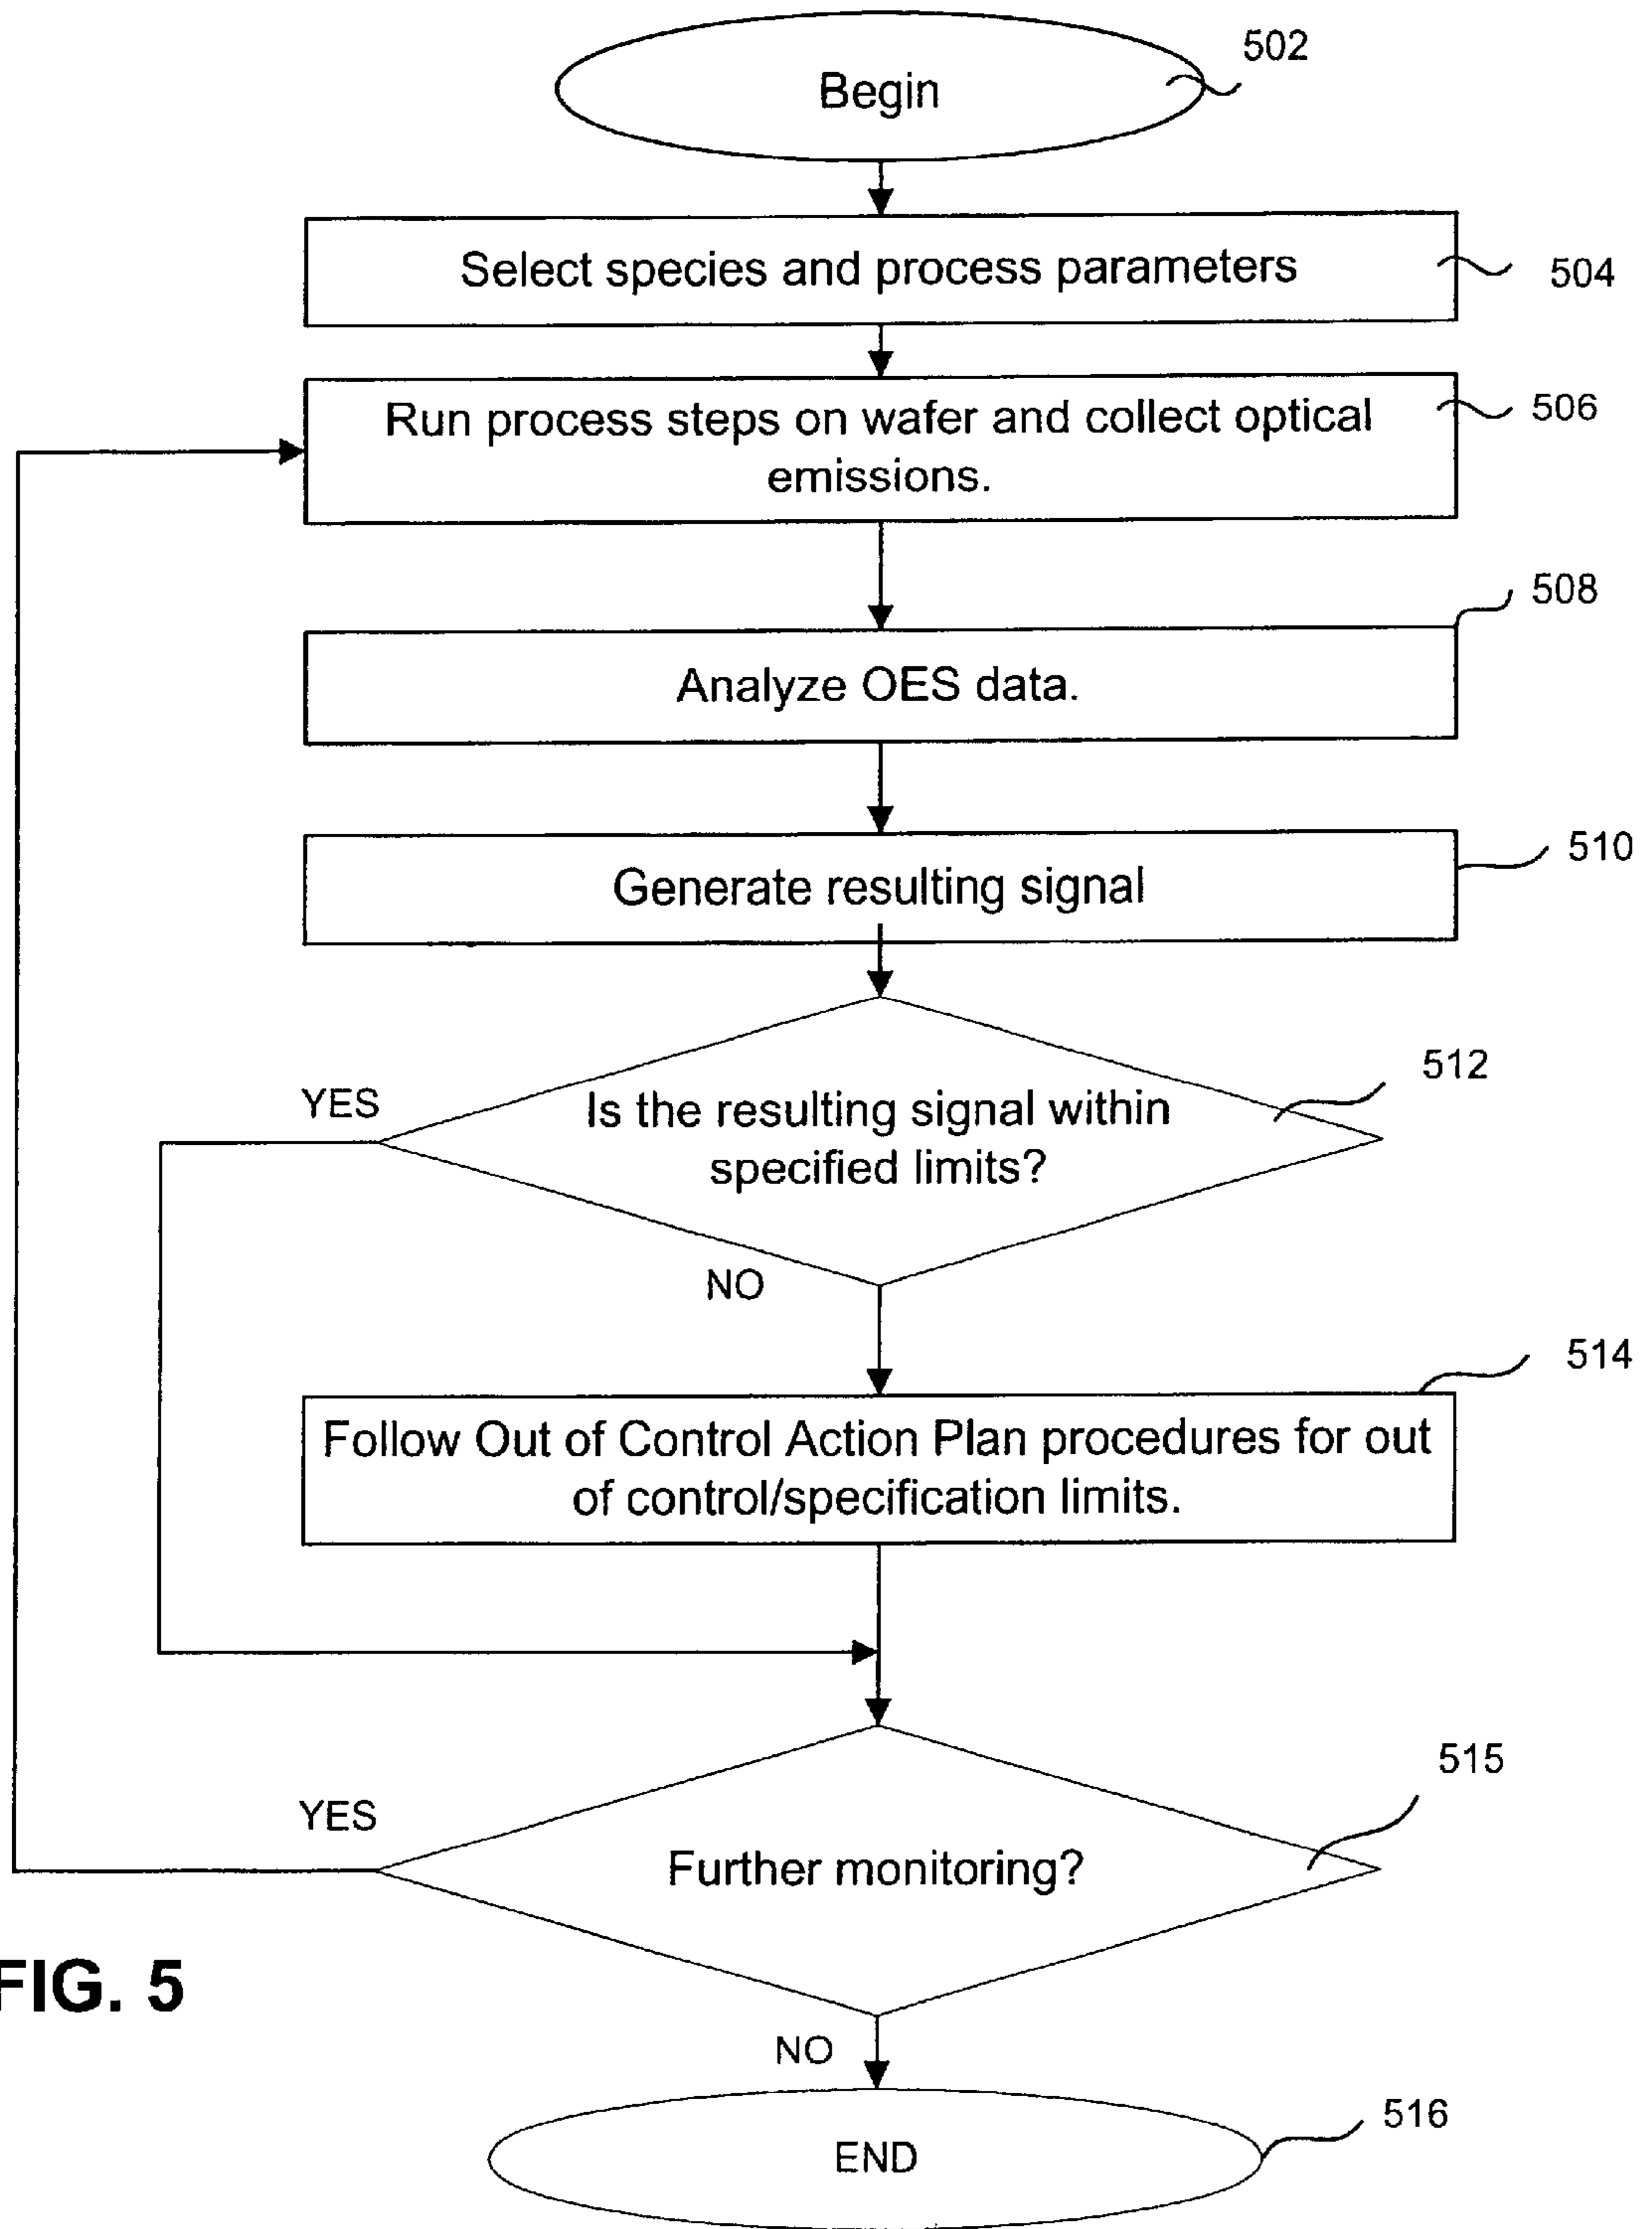 Begin
502
Select species and process parameters
504
Run process steps on wafer and collect optical
emissions.
506
508
Analyze OES data.
Generate resulting signal
510
512
YES
Is the resulting signal within
specified limits?
NO
514
Follow Out of Control Action Plan procedures for out
of control/specification limits.
515
YES
Further monitoring?
FIG. 5
NO
516
END